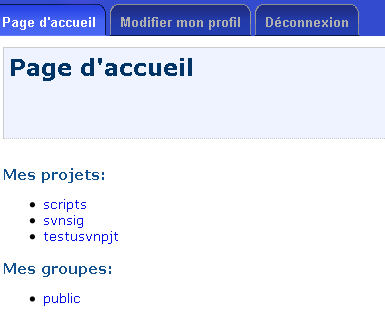 Page d'accueil Modifier mon profil Déconnexion
Page d'accueil
Mes projets:
scripts
svnsig
testusvnpjt
Mes groupes:
public